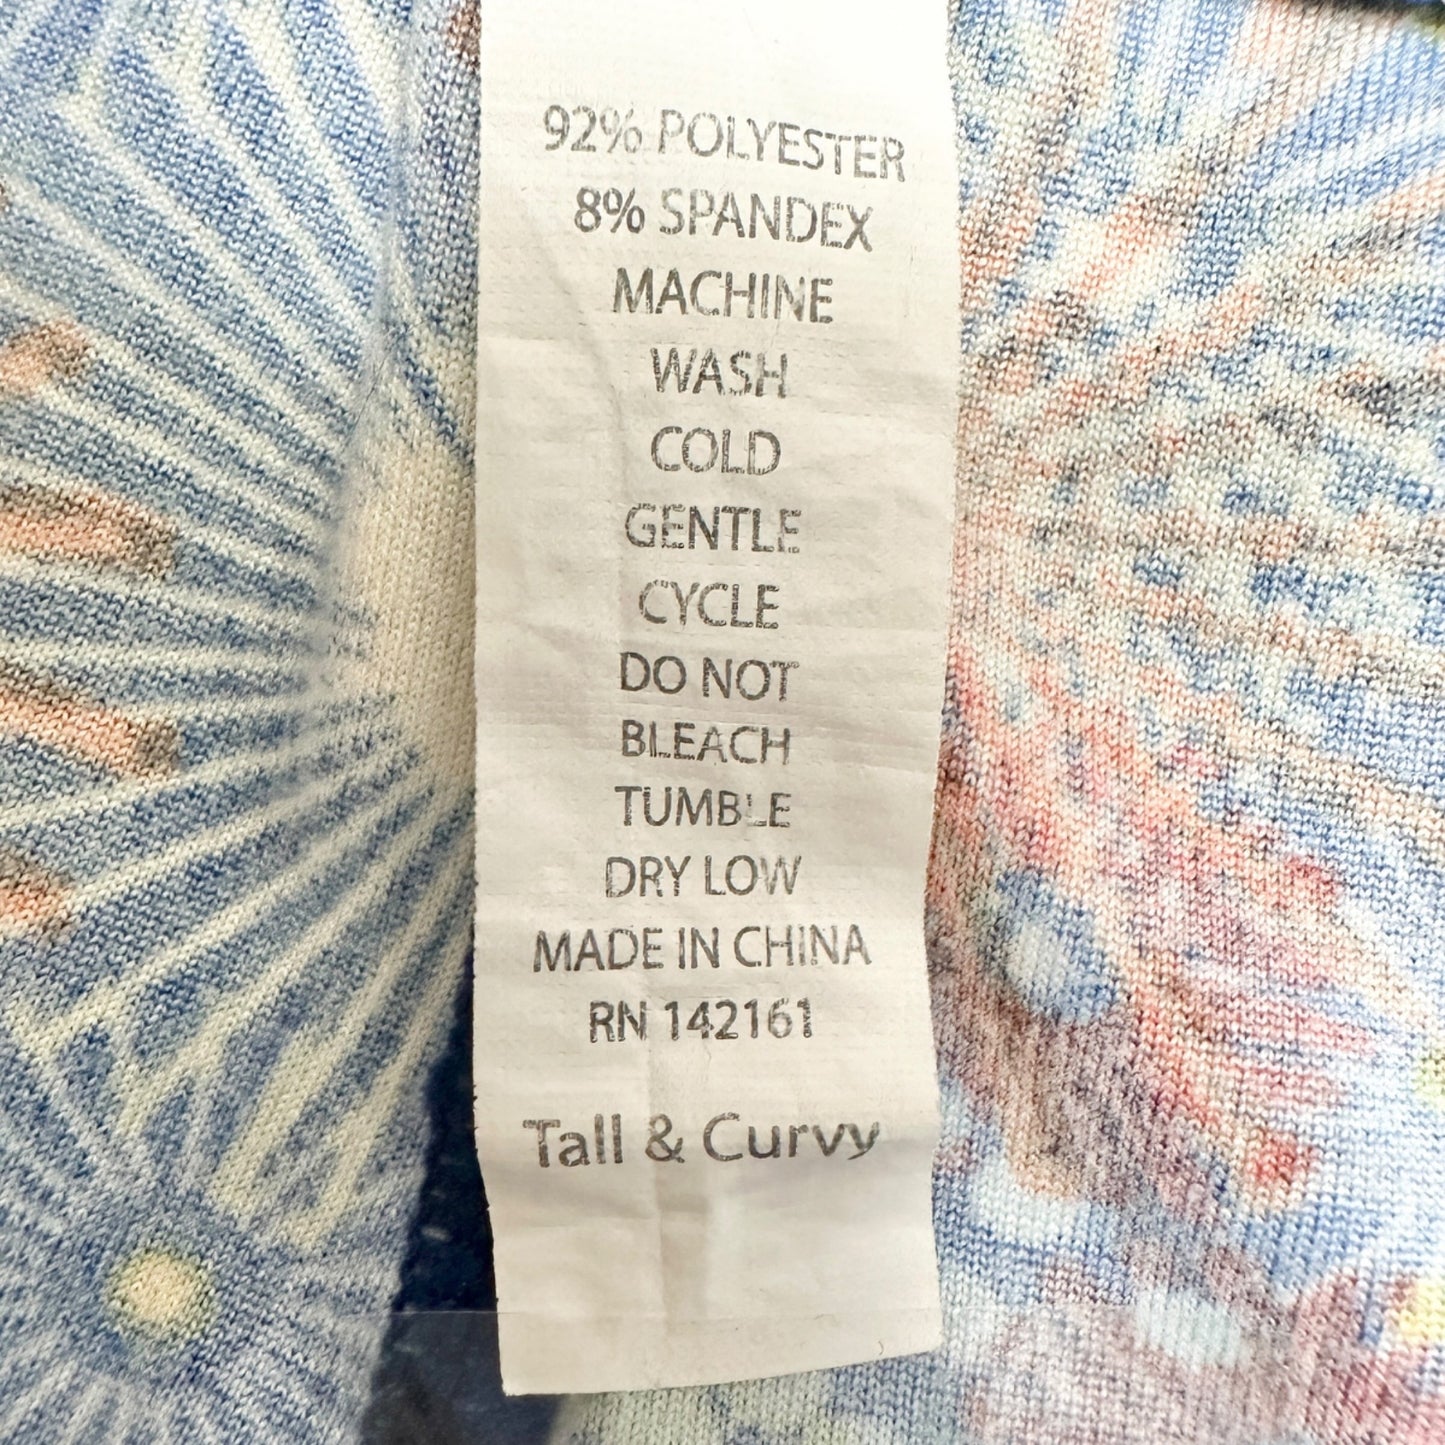 92% POLYESTER
8% SPANDEX
MACHINE
WASH
COLD
GENTLE
CYCLE
DO NOT
BLEACH
TUMBLE
DRY LOW
MADE IN CHINA
RN 142161
Tall & Curvy